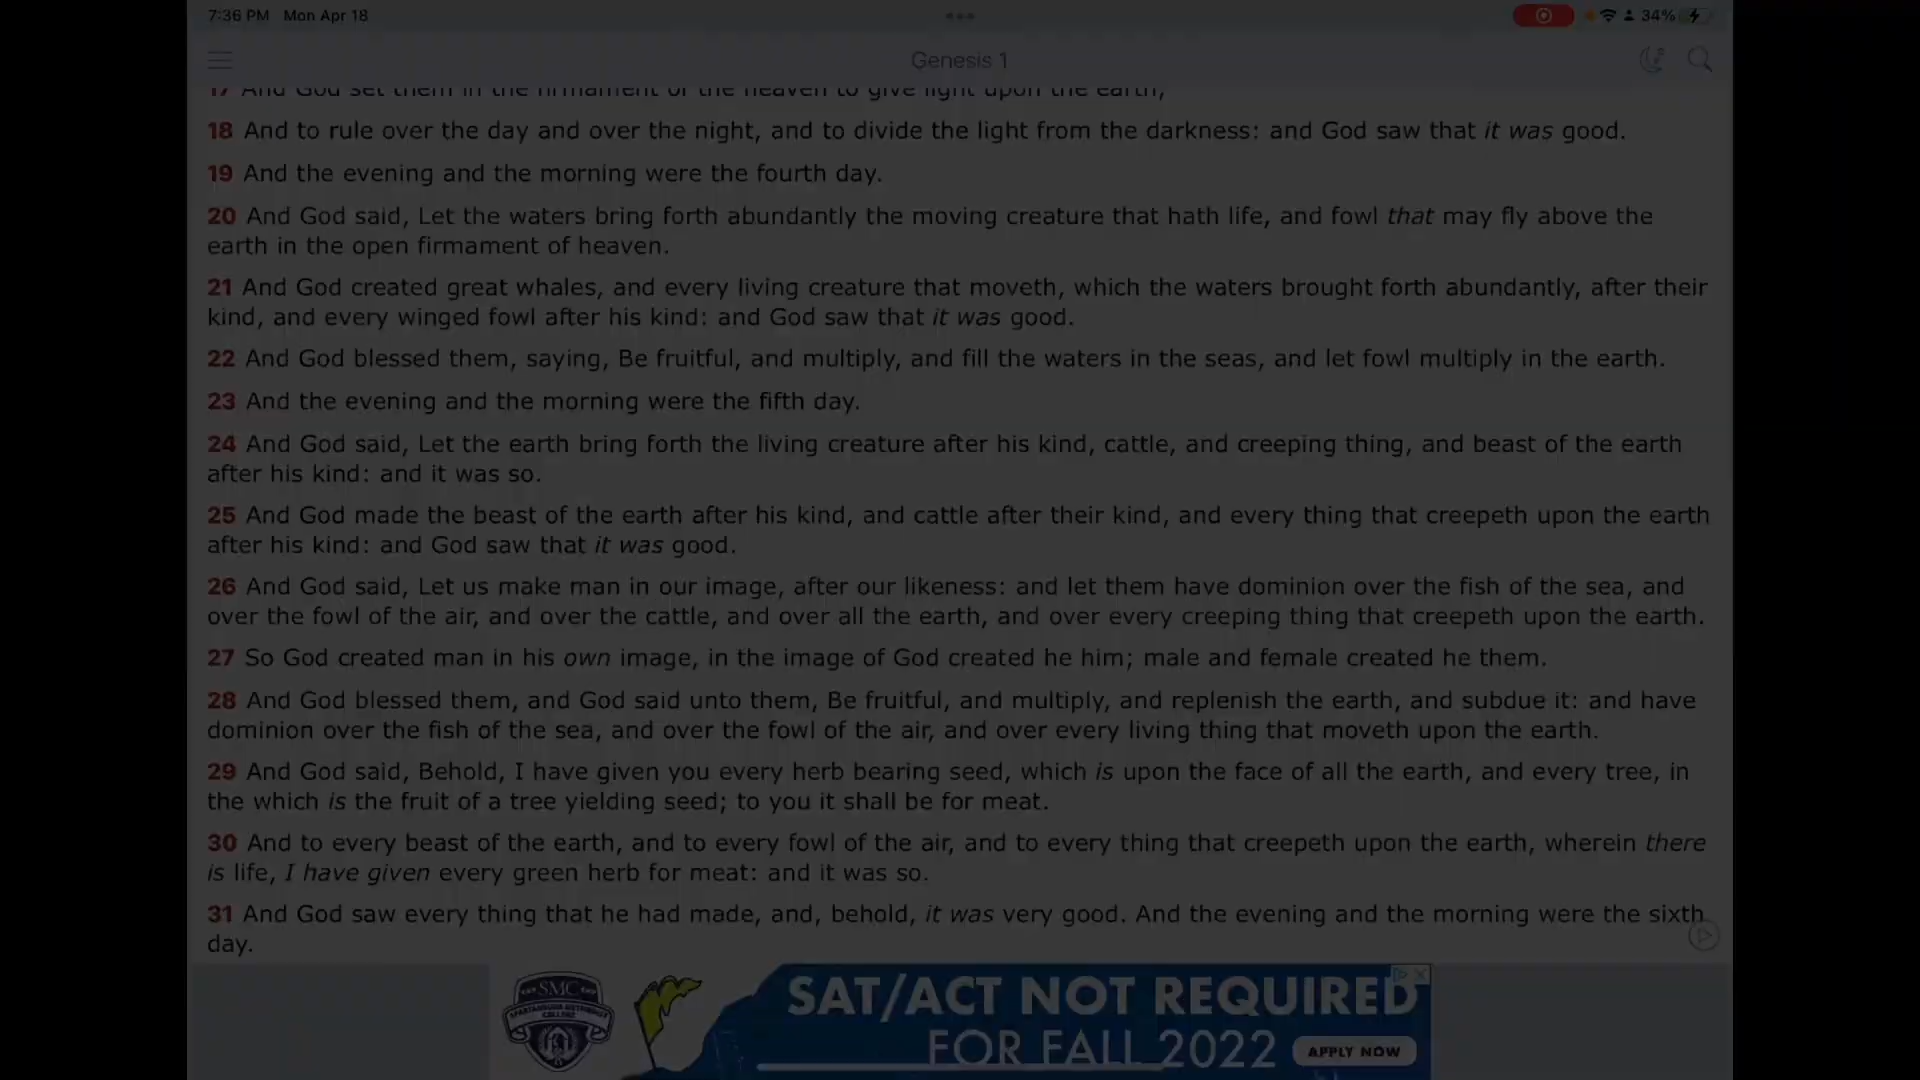 7:36 PM Mon Apr 18
34%
Genesis 1
17 And God set them in the firmament of the heaven to give light upon the earth,
18 And to rule over the day and over the night, and to divide the light from the darkness: and God saw that it was good.
19 And the evening and the morning were the fourth day.
20 And God said, Let the waters bring forth abundantly the moving creature that hath life, and fowl that may fly above the
earth in the open firmament of heaven.
21 And God created great whales, and every living creature that moveth, which the waters brought forth abundantly, after their
kind, and every winged fowl after his kind: and God saw that it was good.
22 And God blessed them, saying, Be fruitful, and multiply, and fill the waters in the seas, and let fowl multiply in the earth.
23 And the evening and the morning were the fifth day.
24 And God said, Let the earth bring forth the living creature after his kind, cattle, and creeping thing, and beast of the earth
after his kind: and it was so.
25 And God made the beast of the earth after his kind, and cattle after their kind, and every thing that creepeth upon the earth
after his kind: and God saw that it was good.
26 And God said, Let us make man in our image, after our likeness: and let them have dominion over the fish of the sea, and
over the fowl of the air, and over the cattle, and over all the earth, and over every creeping thing that creepeth upon the earth.
27 So God created man in his own image, in the image of God created he him; male and female created he them.
28 And God blessed them, and God said unto them, Be fruitful, and multiply, and replenish the earth, and subdue it: and have
dominion over the fish of the sea, and over the fowl of the air, and over every living thing that moveth upon the earth.
29 And God said, Behold, I have given you every herb bearing seed, which is upon the face of all the earth, and every tree, in
the which is the fruit of a tree yielding seed; to you it shall be for meat.
30 And to every beast of the earth, and to every fowl of the air, and to every thing that creepeth upon the earth, wherein there
is life, I have given every green herb for meat: and it was so.
31 And God saw every thing that he had made, and, behold, it was very good. And the evening and the morning were the sixth
day.
SMC
SPARTANBURG METHODIST
COLLEGE
SAT/ACT NOT REQUIRED
FOR FALL 2022
APPLY NOW